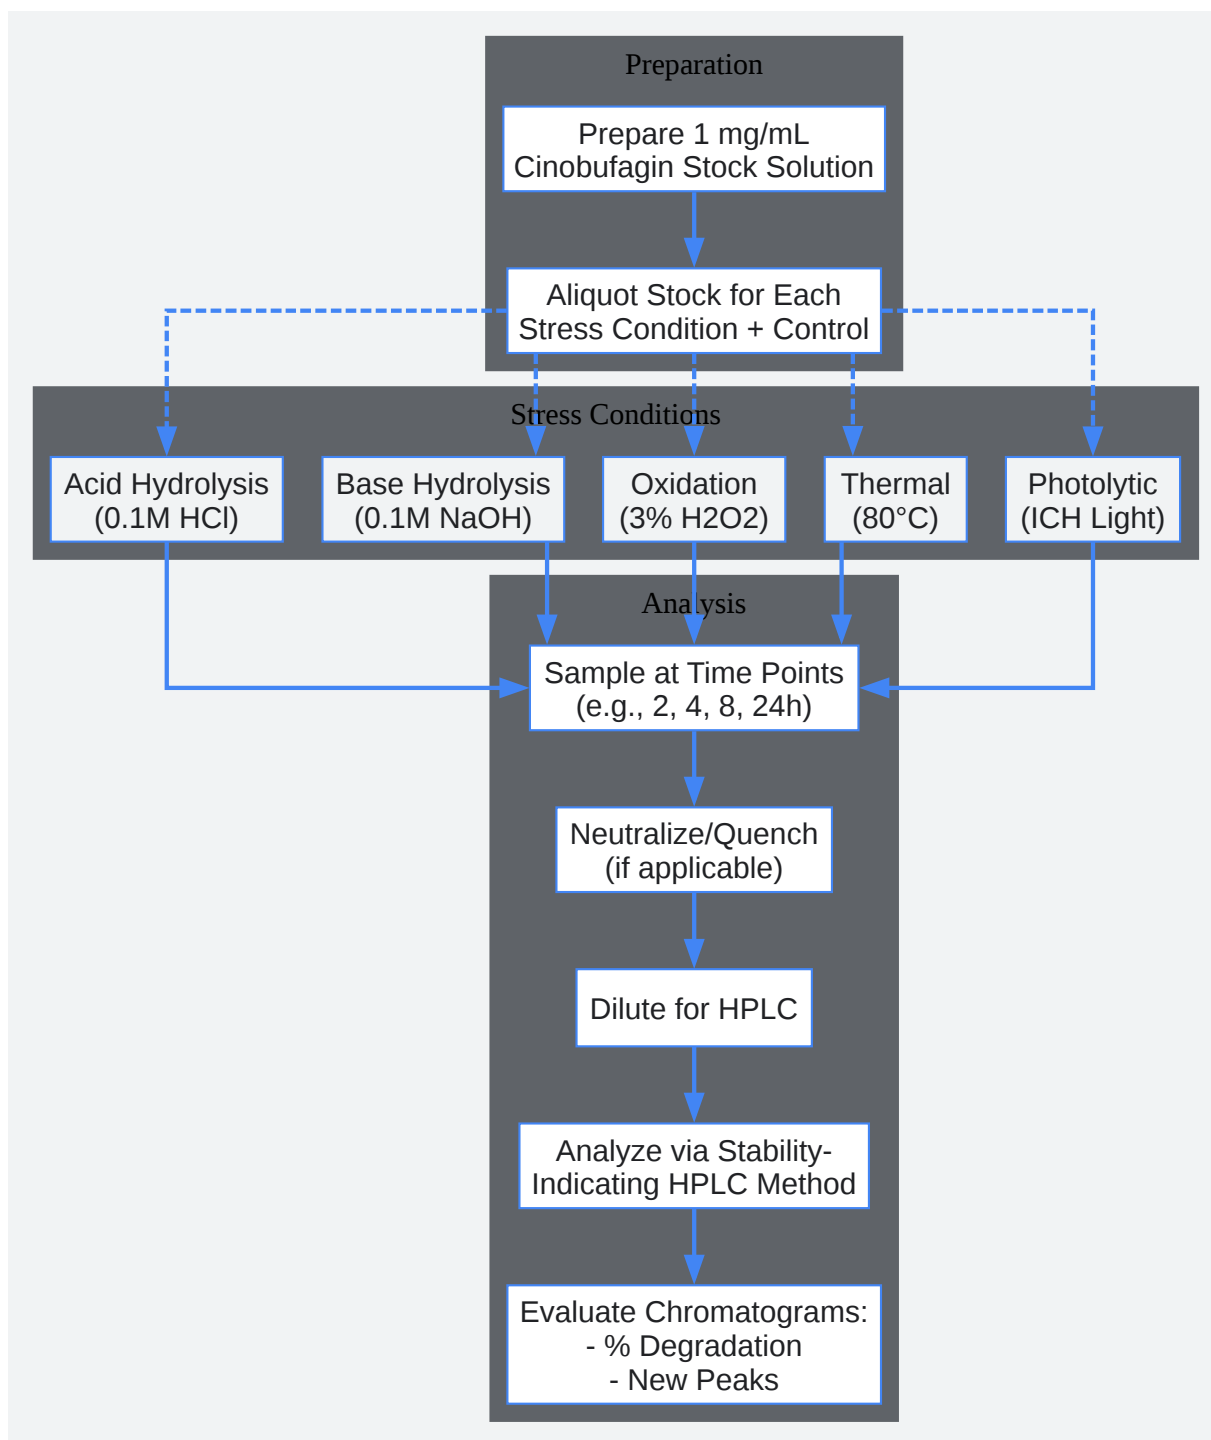 Preparation
Prepare 1 mg/mL
Cinobufagin Stock Solution
Aliquot Stock for Each
Stress Condition + Control
Stress Conditions
Acid Hydrolysis
(0.1M HCl)
Base Hydrolysis
(0.1M NaOH)
Oxidation
(3% H2O2)
Thermal
(80°C)
Photolytic
(ICH Light)
Analysis
Sample at Time Points
(e.g., 2, 4, 8, 24h)
Neutralize/Quench
(if applicable)
Dilute for HPLC
Analyze via Stability-
Indicating HPLC Method
Evaluate Chromatograms:
- % Degradation
- New Peaks